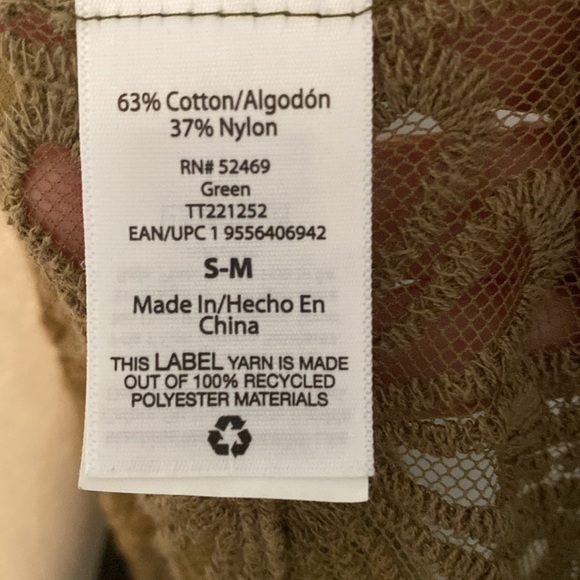 63% Cotton/Algodón
37% Nylon
RN# 52469
Green
TT221252
EAN/UPC 1 9556406942
S-M
Made In/Hecho En
China
THIS LABEL YARN IS MADE
OUT OF 100% RECYCLED
POLYESTER MATERIALS